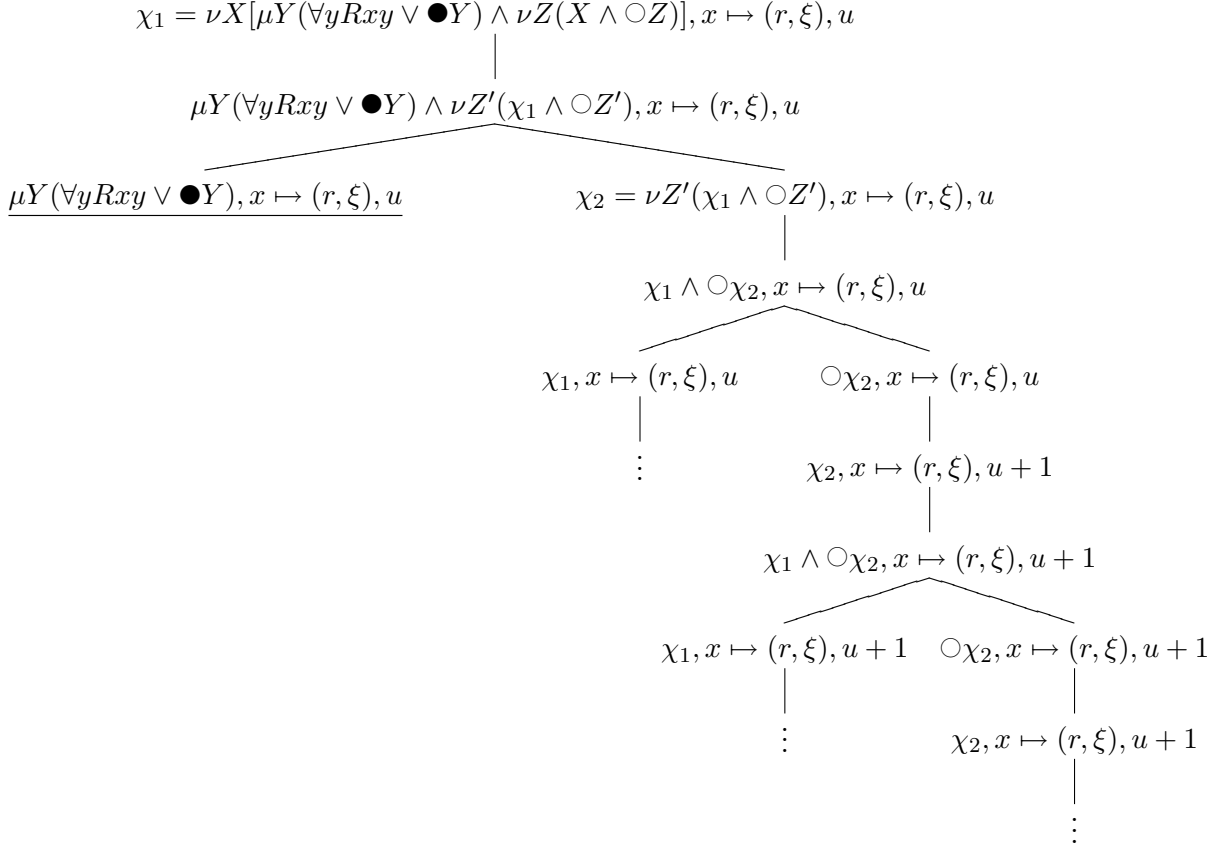 χ₁ = νX[μY(∀yRxy ∨ ●Y) ∧ νZ(X ∧ ○Z)], x ↦ (r, ξ), u
μY(∀yRxy ∨ ●Y) ∧ νZ′(χ₁ ∧ ○Z′), x ↦ (r, ξ), u
μY(∀yRxy ∨ ●Y), x ↦ (r, ξ), u χ₂ = νZ′(χ₁ ∧ ○Z′), x ↦ (r, ξ), u
χ₁ ∧ ○χ₂, x ↦ (r, ξ), u
χ₁, x ↦ (r, ξ), u ○χ₂, x ↦ (r, ξ), u
⋮ χ₂, x ↦ (r, ξ), u + 1
χ₁ ∧ ○χ₂, x ↦ (r, ξ), u + 1
χ₁, x ↦ (r, ξ), u + 1 ○χ₂, x ↦ (r, ξ), u + 1
⋮ χ₂, x ↦ (r, ξ), u + 1
⋮